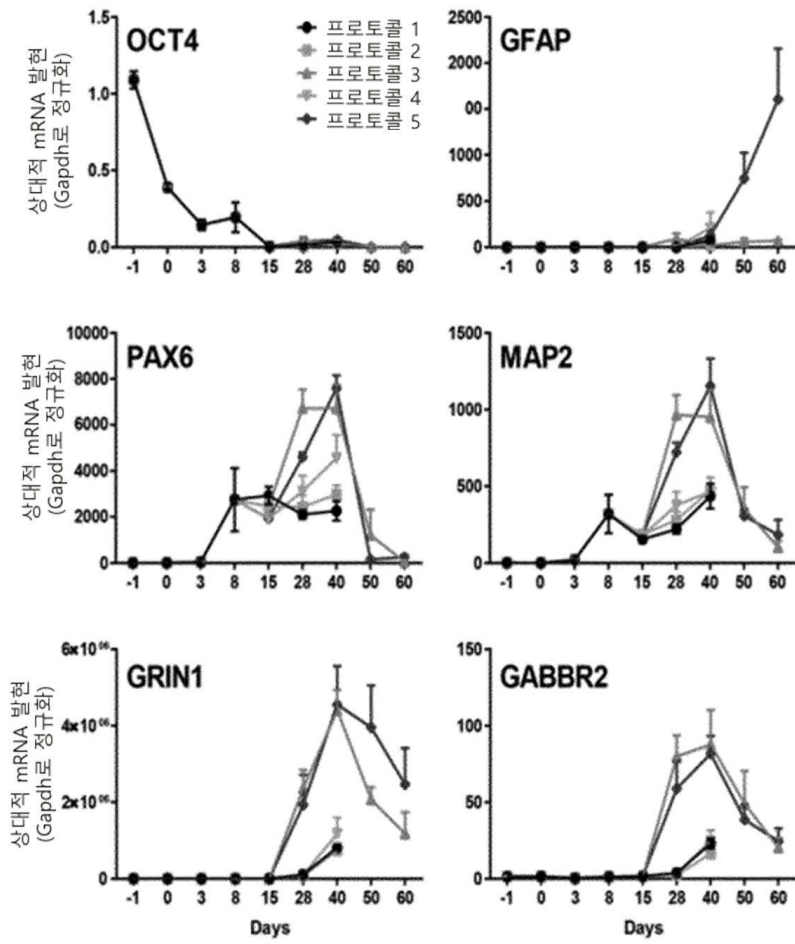 OCT4
프로토콜 1
프로토콜 2
프로토콜 3
프로토콜 4
프로토콜 5
상대적 mRNA 발현
(Gapdh로 정규화)
1.5
1.0
0.5
0.0
-1 0 3 8 15 28 40 50 60
GFAP
2500
2000
00
1000
500
0
-1 0 3 8 15 28 40 50 60
PAX6
상대적 mRNA 발현
(Gapdh로 정규화)
10000
8000
6000
4000
2000
0
-1 0 3 8 15 28 40 50 60
MAP2
1500
1000
500
0
-1 0 3 8 15 28 40 50 60
GRIN1
상대적 mRNA 발현
(Gapdh로 정규화)
6x10⁰⁶
4x10⁰⁶
2x10⁰⁶
0
-1 0 3 8 15 28 40 50 60
Days
GABBR2
150
100
50
0
-1 0 3 8 15 28 40 50 60
Days